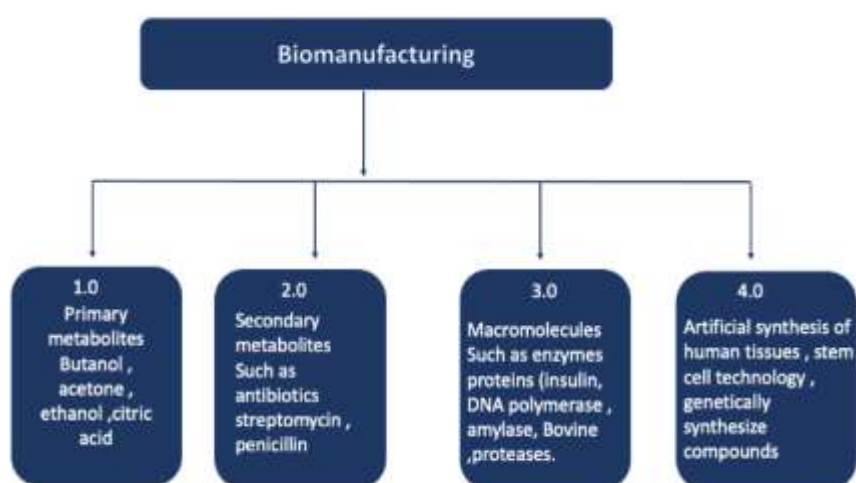 Biomanufacturing
1.0
Primary
metabolites
Butanol ,
acetone ,
ethanol ,citric
acid
2.0
Secondary
metabolites
Such as
antibiotics
streptomycin ,
penicillin
3.0
Macromolecules
Such as enzymes
proteins (insulin,
DNA polymerase ,
amylase, Bovine
,proteases.
4.0
Artificial synthesis of
human tissues , stem
cell technology ,
genetically
synthesize
compounds